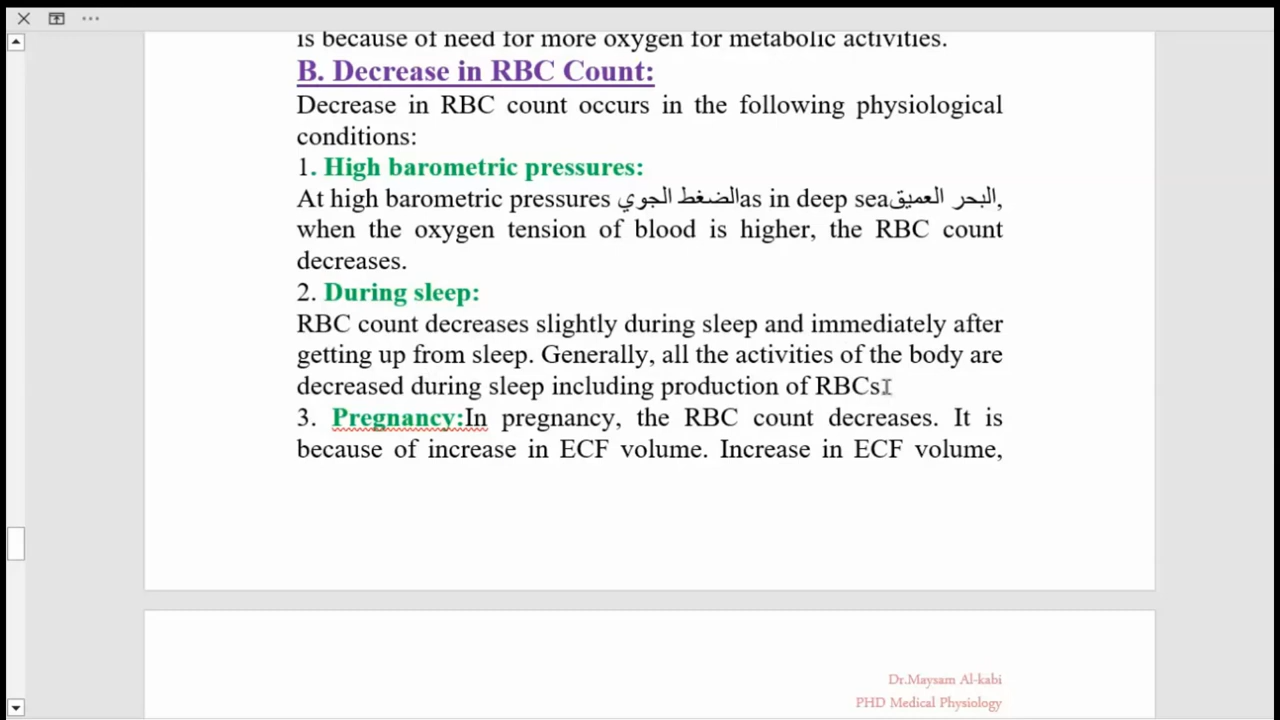 is because of need for more oxygen for metabolic activities.
B. Decrease in RBC Count:
Decrease in RBC count occurs in the following physiological
conditions:
1. High barometric pressures:
At high barometric pressures الضغط الجويas in deep seaالبحر العميق,
when the oxygen tension of blood is higher, the RBC count
decreases.
2. During sleep:
RBC count decreases slightly during sleep and immediately after
getting up from sleep. Generally, all the activities of the body are
decreased during sleep including production of RBCs
3. Pregnancy:In pregnancy, the RBC count decreases. It is
because of increase in ECF volume. Increase in ECF volume,
Dr.Maysam Al-kabi
PHD Medical Physiology